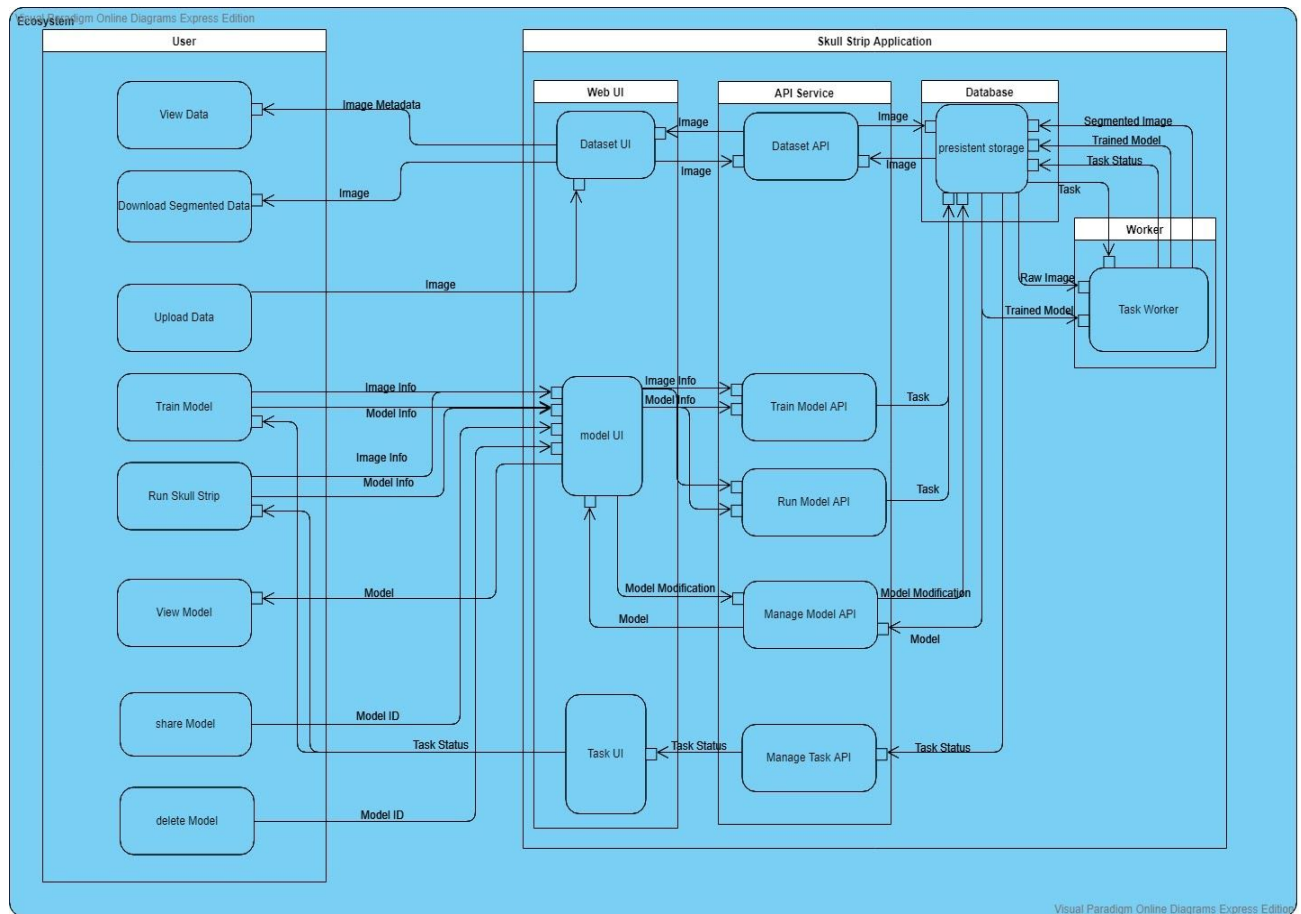 Visual Paradigm Online Diagrams Express Edition
Ecosystem
User
Skull Strip Application
Web UI
API Service
Database
View Data
Image Metadata
Dataset UI
Image
Image
Dataset API
Image
Image
presistent storage
Segmented Image
Trained Model
Task Status
Task
Download Segmented Data
Image
Worker
Upload Data
Image
Raw Image
Trained Model
Task Worker
Train Model
Image Info
Model Info
model UI
Image Info
Model Info
Train Model API
Task
Run Skull Strip
Image Info
Model Info
Run Model API
Task
View Model
Model
Model Modification
Model
Manage Model API
Model Modification
Model
share Model
Model ID
Task Status
Task UI
Task Status
Manage Task API
Task Status
delete Model
Model ID
Visual Paradigm Online Diagrams Express Edition